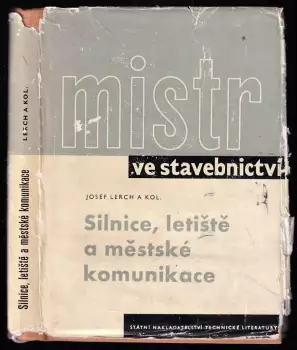 LERCH A KOL.
Silnice, letiště a městské komunikace
mistr
ve stavebnictví
JOSEF LERCH A KOL.
Silnice, letiště
a městské
komunikace
STÁTNÍ NAKLADATELSTVÍ TECHNICKÉ LITERATURY